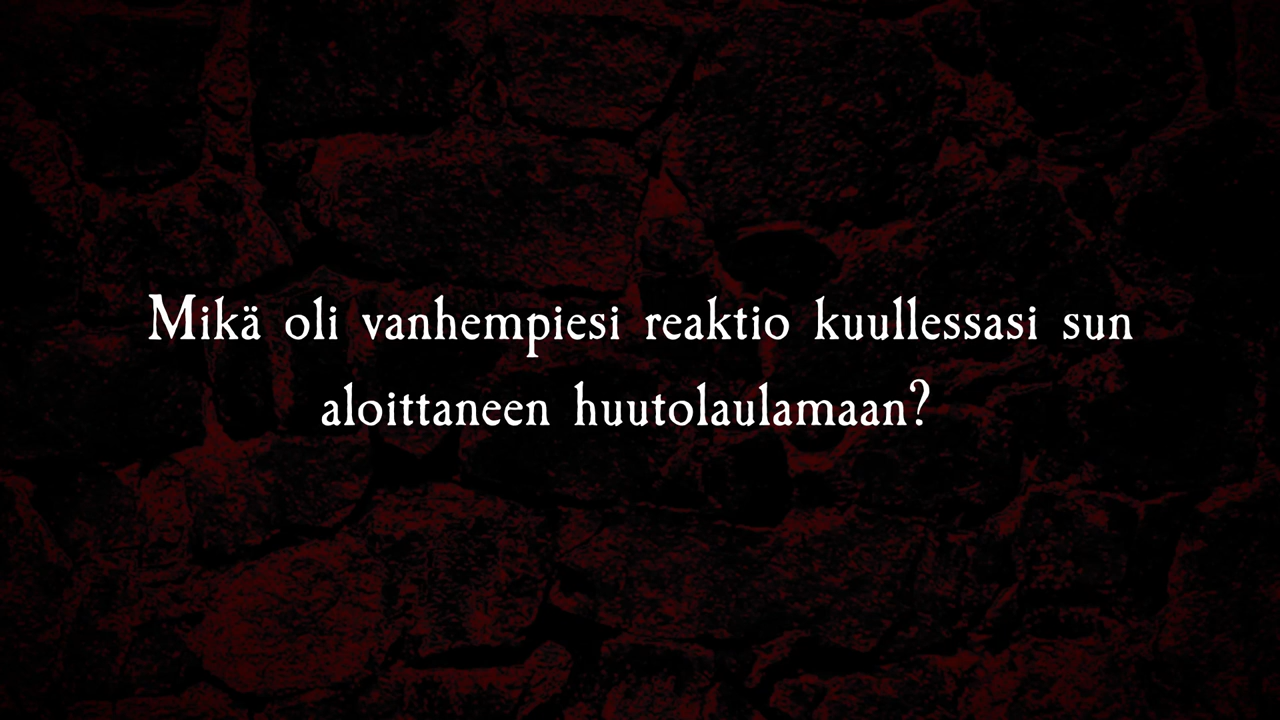 Mikä oli vanhempiesi reaktio kuullessasi sun
aloittaneen huutolaulamaan?